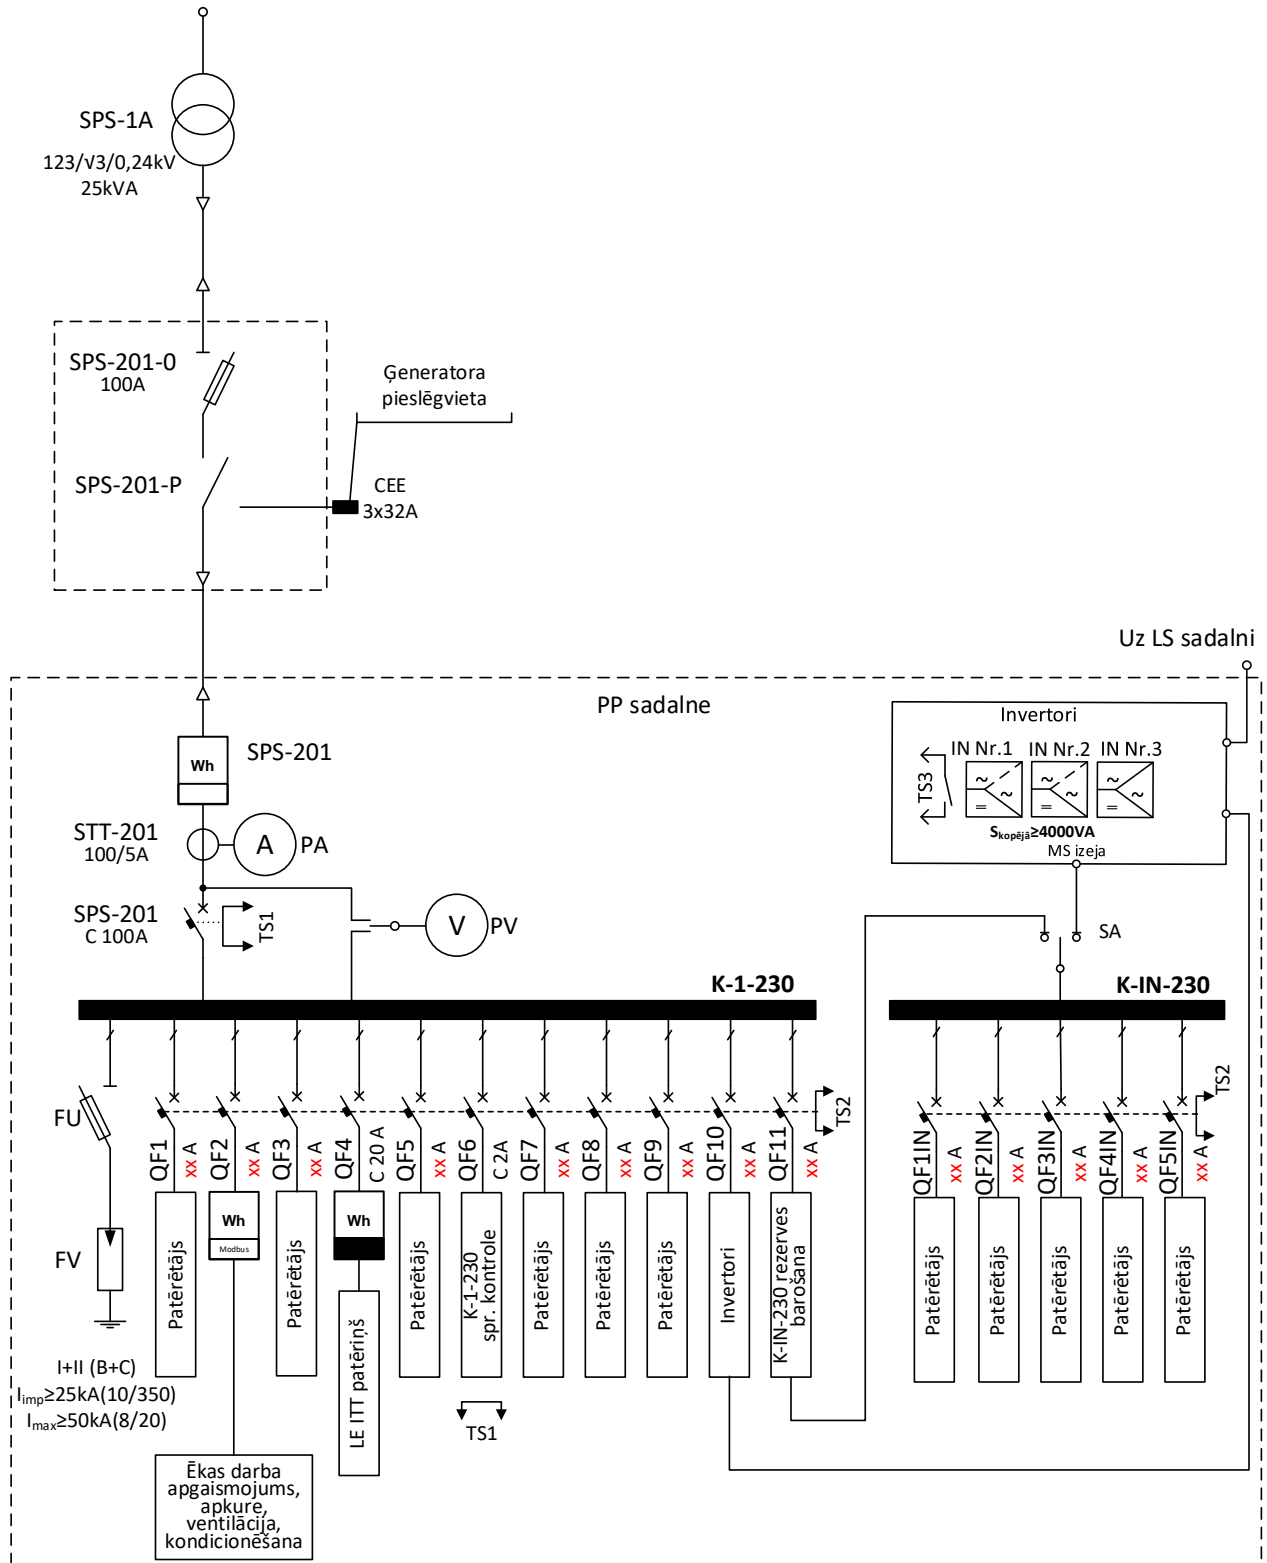 SPS-1A
123/√3/0,24kV
25kVA
SPS-201-0
100A
Ģeneratora
pieslēgvieta
SPS-201-P
CEE
3x32A
Uz LS sadalni
PP sadalne
Wh
SPS-201
STT-201
100/5A
A
PA
SPS-201
C 100A
TS1
V
PV
Invertori
IN Nr.1
IN Nr.2
IN Nr.3
TS3
~
~
=
~
~
=
~
~
=
Skopējā≥4000VA
MS izeja
SA
K-1-230
K-IN-230
FU
FV
I+II (B+C)
Iimp≥25kA(10/350)
Imax≥50kA(8/20)
QF1
xx A
Patērētājs
QF2
xx A
Wh
Modbus
Ēkas darba
apgaismojums,
apkure,
ventilācija,
kondicionēšana
QF3
xx A
Patērētājs
QF4
C 20 A
Wh
LE ITT patēriņš
QF5
xx A
Patērētājs
QF6
C 2A
K-1-230
spr. kontrole
TS1
QF7
xx A
Patērētājs
QF8
xx A
Patērētājs
QF9
xx A
Patērētājs
QF10
xx A
Invertori
QF11
xx A
K-IN-230 rezerves
barošana
TS2
QF1IN
xx A
Patērētājs
QF2IN
xx A
Patērētājs
QF3IN
xx A
Patērētājs
QF4IN
xx A
Patērētājs
QF5IN
xx A
Patērētājs
TS2